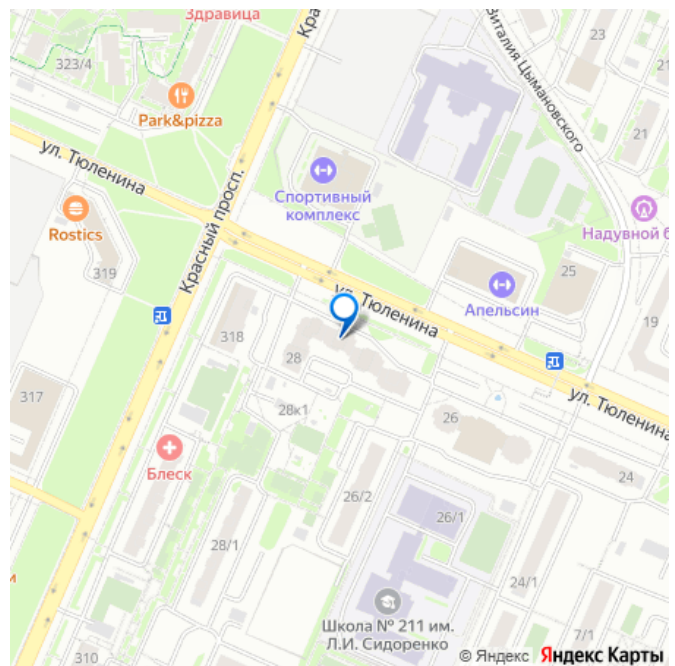 Здравица
Крас
323/4
Park&pizza
Виталия Цымановского
23
21
21
ул. Тюленина
Красный просп.
Спортивный
комплекс
Надувной б
Rostics
319
25
Апельсин
ул. Тюленина
318
19
28
317
28к1
26
ул. Тюленина
Блеск
24
26/2
26/1
28/1
24/1
Школа № 211 им.
Л.И. Сидоренко
7/1
310
и
© Яндекс Яндекс Карты